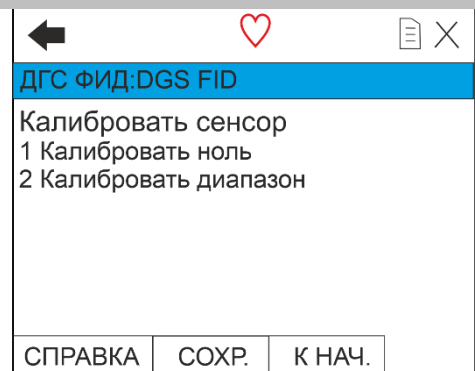 ДГС ФИД:DGS FID
Калибровать сенсор
1 Калибровать ноль
2 Калибровать диапазон
СПРАВКА СОХР. К НАЧ.